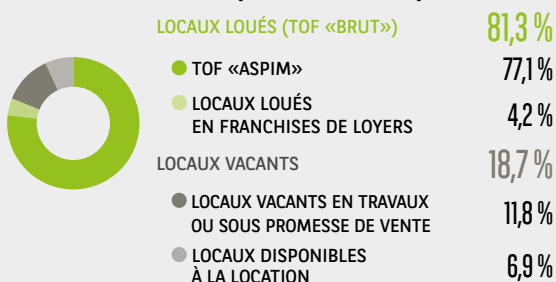 LOCAUX LOUÉS (TOF «BRUT») 81,3 %
TOF «ASPIM» 77,1 %
LOCAUX LOUÉS
EN FRANCHISES DE LOYERS 4,2 %
LOCAUX VACANTS 18,7 %
LOCAUX VACANTS EN TRAVAUX
OU SOUS PROMESSE DE VENTE 11,8 %
LOCAUX DISPONIBLES
À LA LOCATION 6,9 %